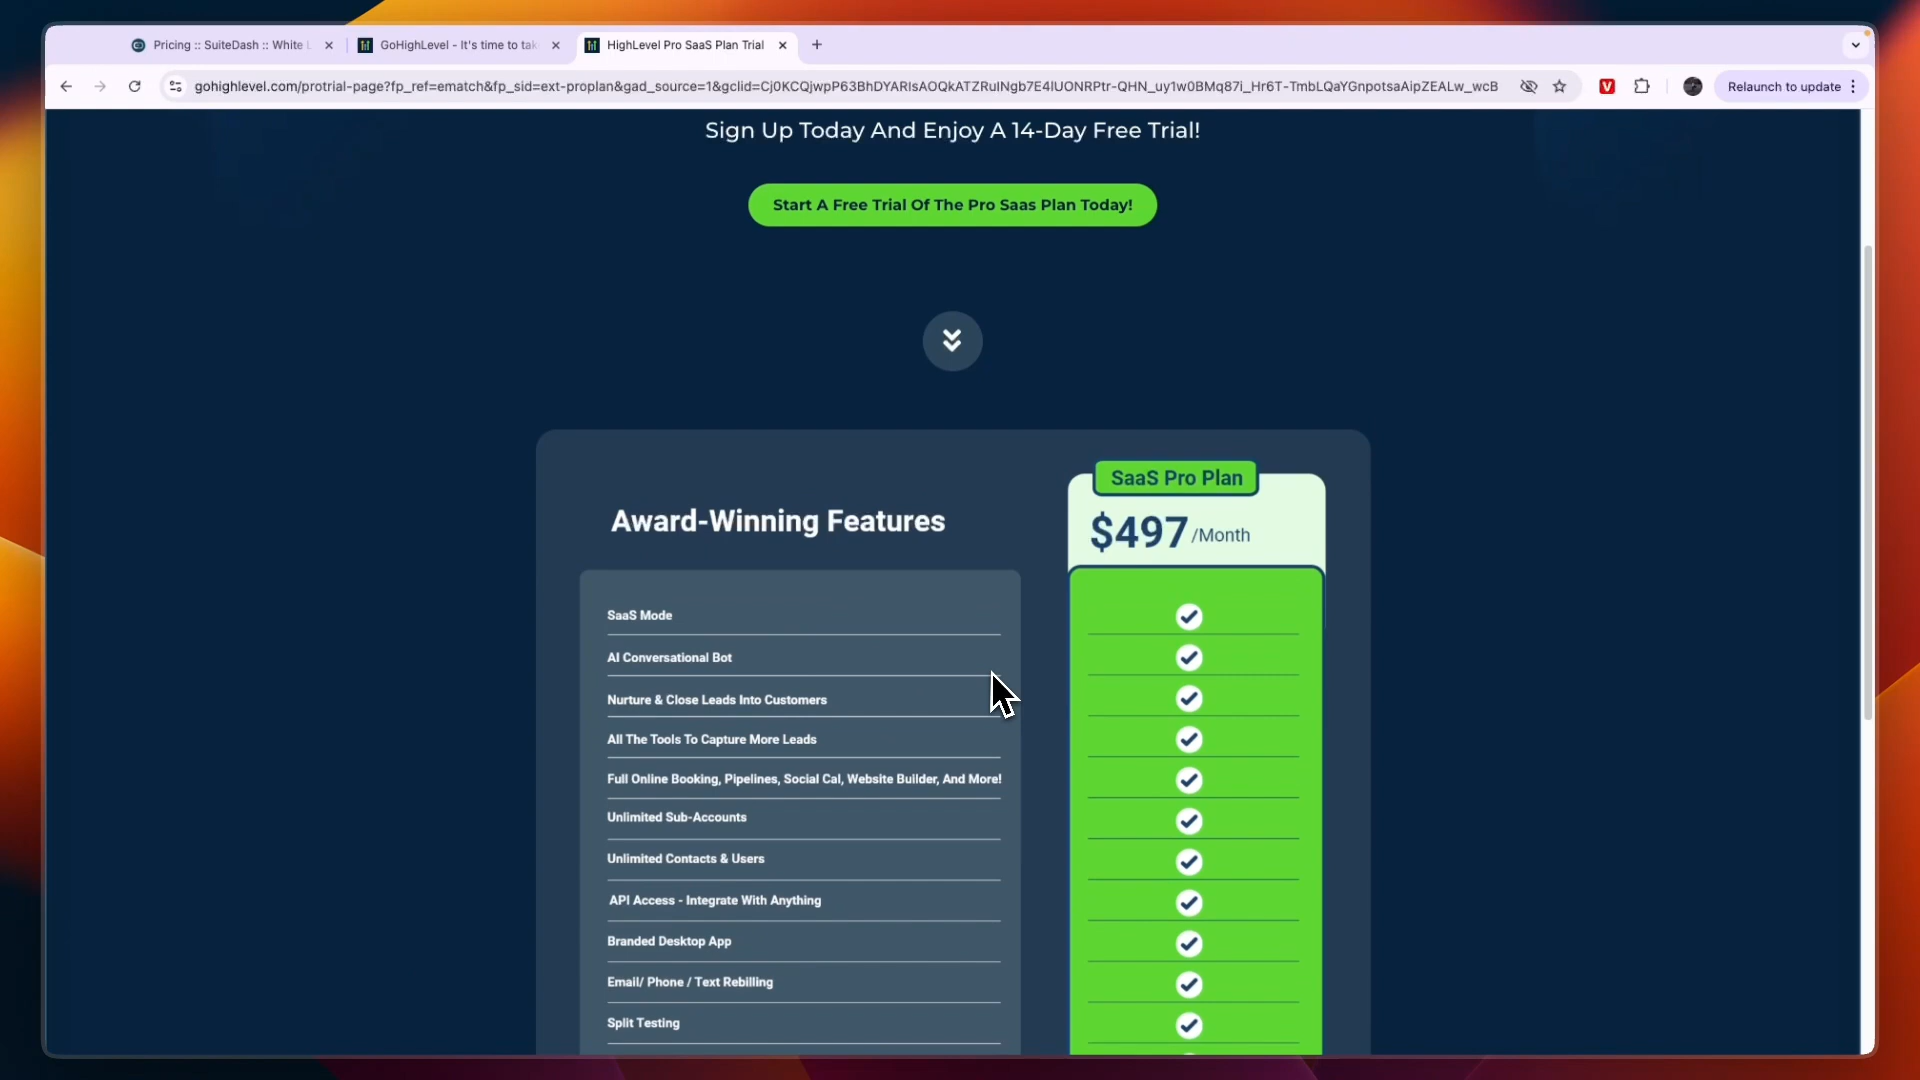 Pricing :: SuiteDash :: White L
GoHighLevel - It's time to tak
HighLevel Pro SaaS Plan Trial
gohighlevel.com/protrial-page?fp_ref=ematch&fp_sid=ext-proplan&gad_source=1&gclid=Cj0KCQjwpP63BhDYARIsAOQkATZRuINgb7E4lUONRPtr-QHN_uy1w0BMq87i_Hr6T-TmbLQaYGnpotsaAipZEALw_wcB
Relaunch to update
Sign Up Today And Enjoy A 14-Day Free Trial!
Start A Free Trial Of The Pro Saas Plan Today!
SaaS Pro Plan
Award-Winning Features
$497 /Month
SaaS Mode
AI Conversational Bot
Nurture & Close Leads Into Customers
All The Tools To Capture More Leads
Full Online Booking, Pipelines, Social Cal, Website Builder, And More!
Unlimited Sub-Accounts
Unlimited Contacts & Users
API Access - Integrate With Anything
Branded Desktop App
Email/ Phone / Text Rebilling
Split Testing